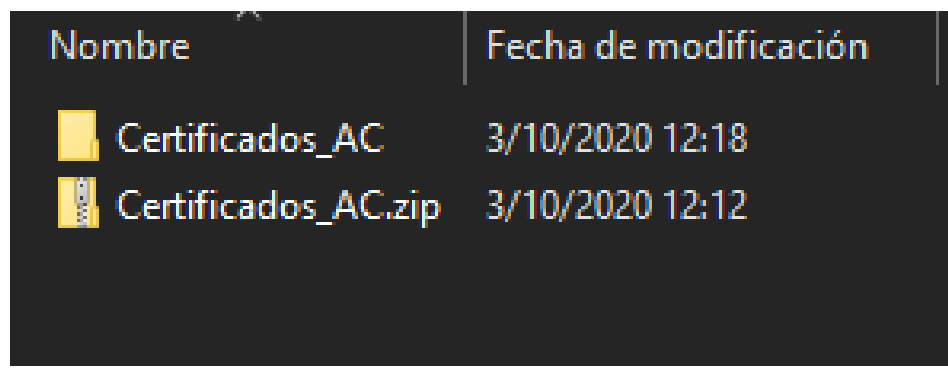 Nombre Fecha de modificación
Certificados_AC 3/10/2020 12:18
Certificados_AC.zip 3/10/2020 12:12